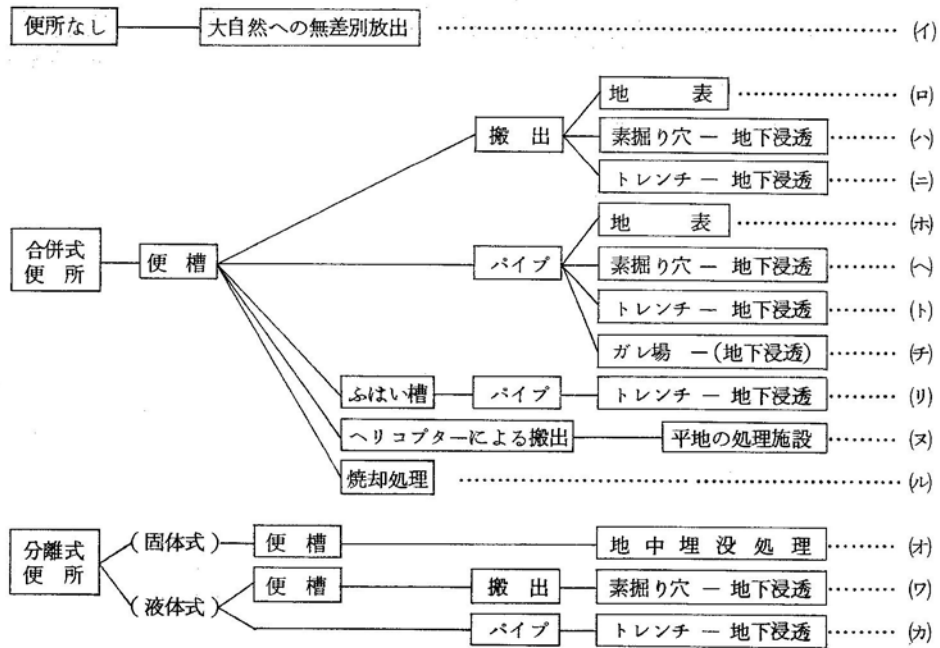 便所なし 大自然への無差別放出 ………… (イ)
地表 ………… (ロ)
搬出 素掘り穴 ― 地下浸透 ……… (ハ)
トレンチ ― 地下浸透 ……… (ニ)
地表 ………… (ホ)
合併式便所 便槽 パイプ 素掘り穴 ― 地下浸透 ……… (ヘ)
トレンチ ― 地下浸透 ……… (ト)
ガレ場 ―(地下浸透) ……… (チ)
ふはい槽 パイプ トレンチ ― 地下浸透 ……… (リ)
ヘリコプターによる搬出 平地の処理施設 ……… (ヌ)
焼却処理 ………… (ル)
分離式便所 (固体式) 便槽 地中埋没処理 ……… (オ)
(液体式) 便槽 搬出 素掘り穴 ― 地下浸透 ……… (ワ)
パイプ トレンチ ― 地下浸透 ……… (カ)